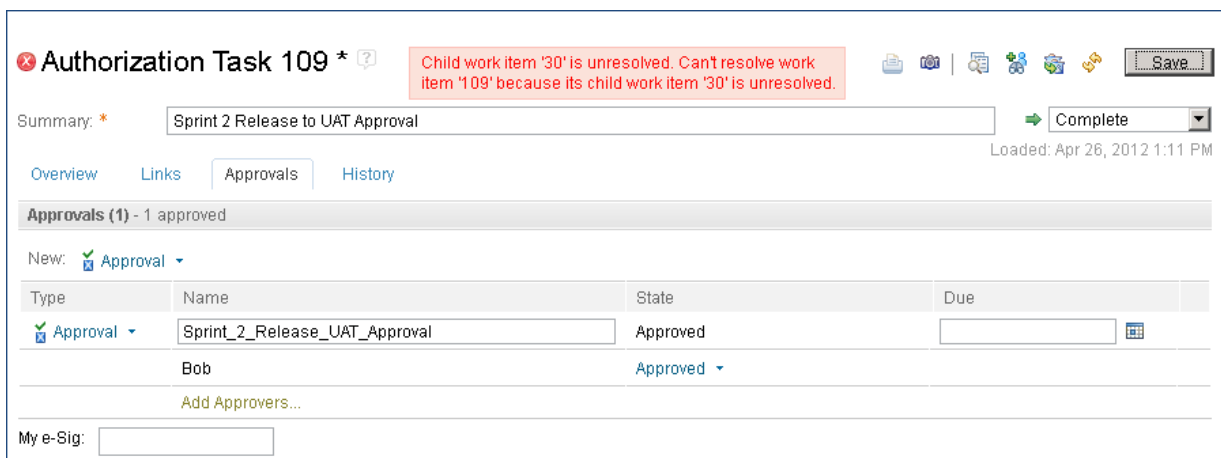 Authorization Task 109 *
Child work item '30' is unresolved. Can't resolve work
item '109' because its child work item '30' is unresolved.
Save
Summary: * Sprint 2 Release to UAT Approval Complete
Loaded: Apr 26, 2012 1:11 PM
Overview Links Approvals History
Approvals (1) - 1 approved
New: Approval
Type Name State Due
Approval Sprint_2_Release_UAT_Approval Approved
Bob Approved
Add Approvers...
My e-Sig: